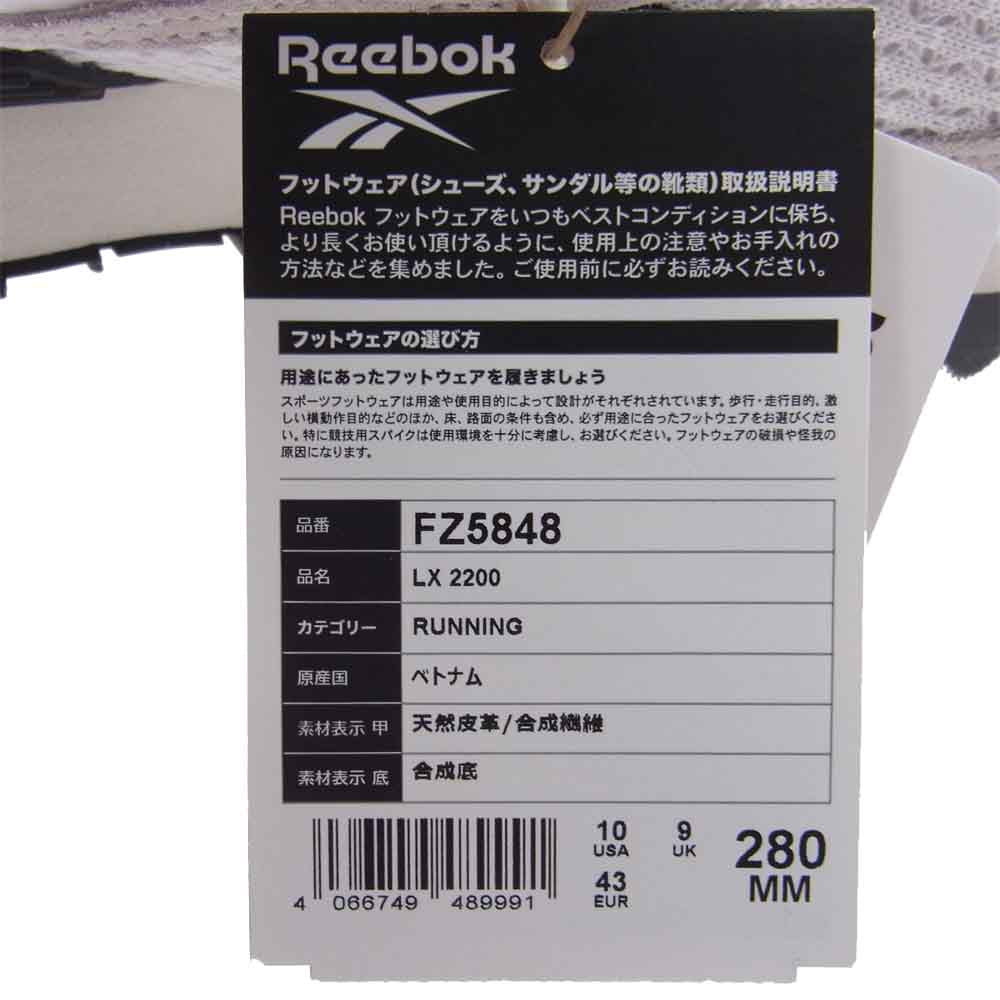 Reebok
フットウェア(シューズ、サンダル等の靴類)取扱説明書
Reebok フットウェアをいつもベストコンディションに保ち、
より長くお使い頂けるように、使用上の注意やお手入れの
方法などを集めました。ご使用前に必ずお読みください。
フットウェアの選び方
用途にあったフットウェアを履きましょう
スポーツフットウェアは用途や使用目的によって設計がそれぞれされています。歩行・走行目的、激
しい横動作目的などのほか、床、路面の条件も含め、必ず用途に合ったフットウェアをお選びくださ
い。特に競技用スパイクは使用環境を十分に考慮し、お選びください。フットウェアの破損や怪我の
原因になります。
品番 FZ5848
品名 LX 2200
カテゴリー RUNNING
原産国 ベトナム
素材表示 甲 天然皮革/合成繊維
素材表示 底 合成底
10 9 280
USA UK MM
43
EUR
4 066749 489991